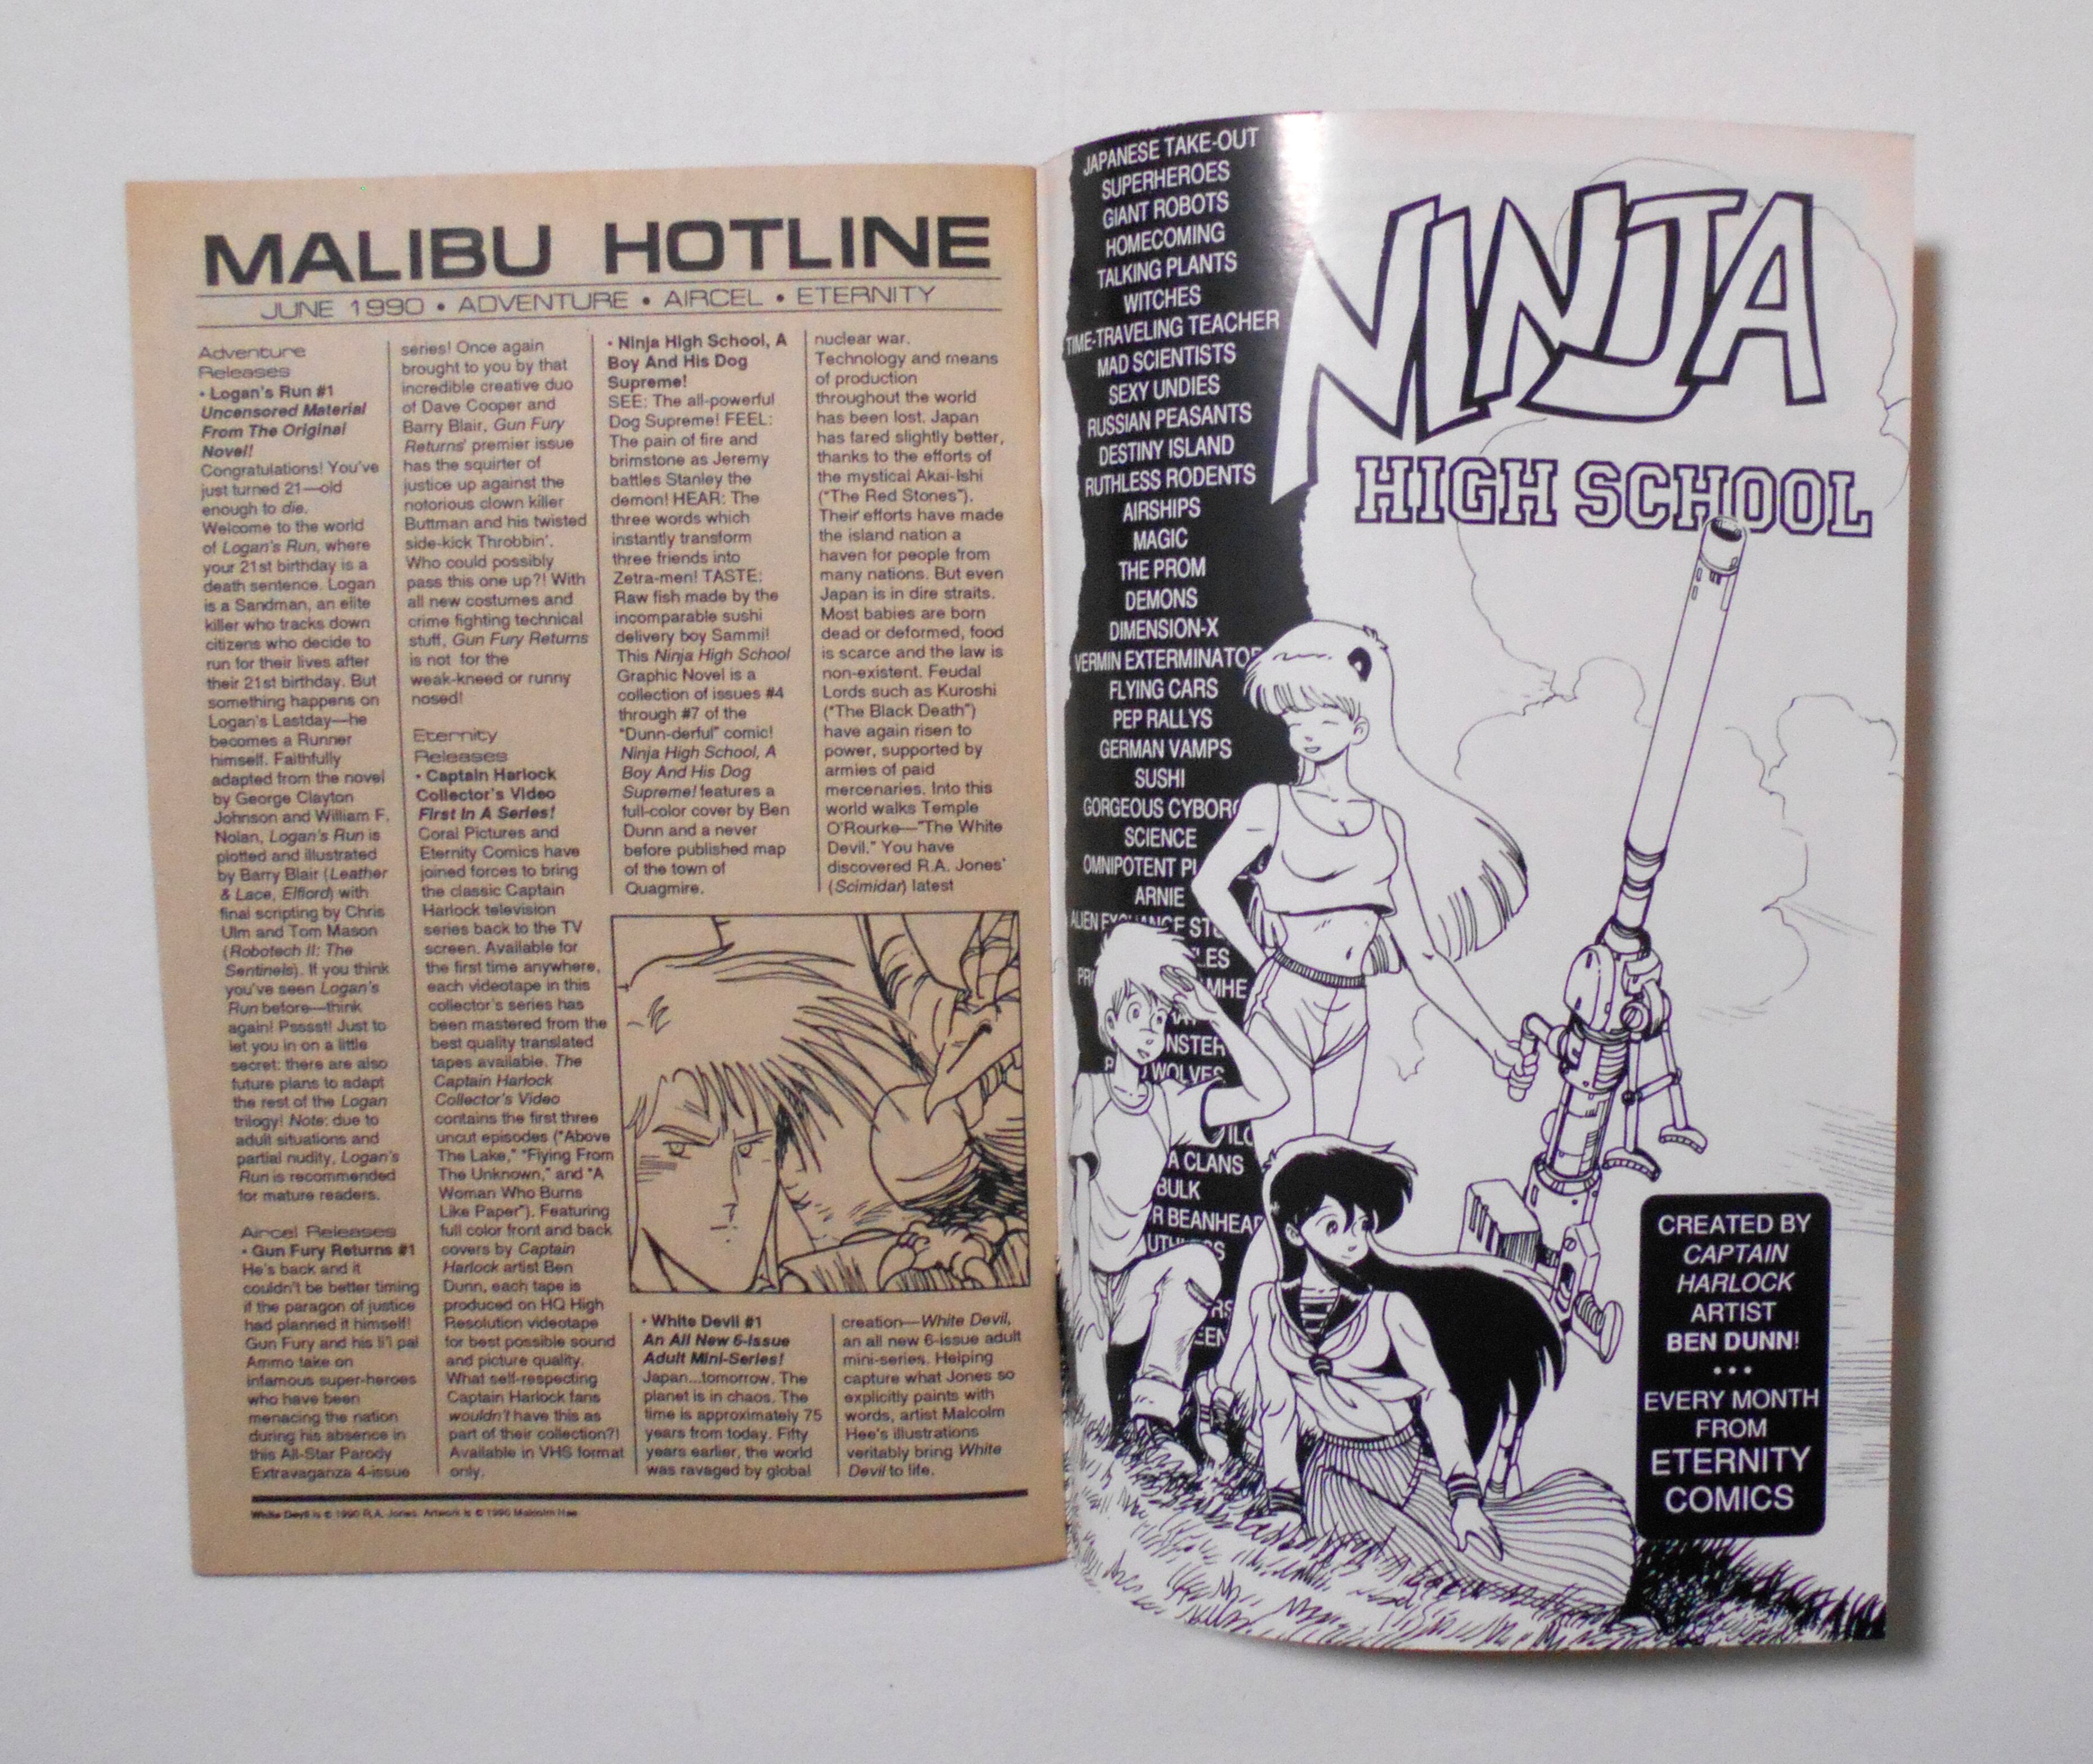 MALIBU HOTLINE
JUNE 1990 • ADVENTURE • AIRCEL • ETERNITY
Adventure
Releases
• Logan's Run #1
Uncensored Material
From The Original
Novel!
Congratulations! You've
just turned 21—old
enough to die.
Welcome to the world
of Logan's Run, where
your 21st birthday is a
death sentence. Logan
is a Sandman, an elite
killer who tracks down
citizens who decide to
run for their lives after
their 21st birthday. But
something happens on
Logan's Lastday—he
becomes a Runner
himself. Faithfully
adapted from the novel
by George Clayton
Johnson and William F.
Nolan, Logan's Run is
plotted and illustrated
by Barry Blair (Leather
& Lace, Elflord) with
final scripting by Chris
Ulm and Tom Mason
(Robotech II: The
Sentinels). If you think
you've seen Logan's
Run before—think
again! Psssst! Just to
let you in on a little
secret: there are also
future plans to adapt
the rest of the Logan
trilogy! Note: due to
adult situations and
partial nudity, Logan's
Run is recommended
for mature readers.
Aircel Releases
• Gun Fury Returns #1
He's back and it
couldn't be better timing
if the paragon of justice
had planned it himself!
Gun Fury and his li'l pal
Ammo take on
infamous super-heroes
who have been
menacing the nation
during his absence in
this All-Star Parody
Extravaganza 4-issue
series! Once again
brought to you by that
incredible creative duo
of Dave Cooper and
Barry Blair, Gun Fury
Returns' premier issue
has the squirter of
justice up against the
notorious clown killer
Buttman and his twisted
side-kick Throbbin'.
Who could possibly
pass this one up?! With
all new costumes and
crime fighting technical
stuff, Gun Fury Returns
is not for the
weak-kneed or runny
nosed!
Eternity
Releases
• Captain Harlock
Collector's Video
First In A Series!
Coral Pictures and
Eternity Comics have
joined forces to bring
the classic Captain
Harlock television
series back to the TV
screen. Available for
the first time anywhere,
each videotape in this
collector's series has
been mastered from the
best quality translated
tapes available. The
Captain Harlock
Collector's Video
contains the first three
uncut episodes ("Above
The Lake," "Flying From
The Unknown," and "A
Woman Who Burns
Like Paper"). Featuring
full color front and back
covers by Captain
Harlock artist Ben
Dunn, each tape is
produced on HQ High
Resolution videotape
for best possible sound
and picture quality.
What self-respecting
Captain Harlock fans
wouldn't have this as
part of their collection?!
Available in VHS format
only.
• Ninja High School, A
Boy And His Dog
Supreme!
SEE: The all-powerful
Dog Supreme! FEEL:
The pain of fire and
brimstone as Jeremy
battles Stanley the
demon! HEAR: The
three words which
instantly transform
three friends into
Zetra-men! TASTE:
Raw fish made by the
incomparable sushi
delivery boy Sammi!
This Ninja High School
Graphic Novel is a
collection of issues #4
through #7 of the
"Dunn-derful" comic!
Ninja High School, A
Boy And His Dog
Supreme! features a
full-color cover by Ben
Dunn and a never
before published map
of the town of
Quagmire.
• White Devil #1
An All New 6-Issue
Adult Mini-Series!
Japan...tomorrow. The
planet is in chaos. The
time is approximately 75
years from today. Fifty
years earlier, the world
was ravaged by global
nuclear war.
Technology and means
of production
throughout the world
has been lost. Japan
has fared slightly better,
thanks to the efforts of
the mystical Akai-Ishi
("The Red Stones").
Their efforts have made
the island nation a
haven for people from
many nations. But even
Japan is in dire straits.
Most babies are born
dead or deformed, food
is scarce and the law is
non-existent. Feudal
Lords such as Kuroshi
("The Black Death")
have again risen to
power, supported by
armies of paid
mercenaries. Into this
world walks Temple
O'Rourke—"The White
Devil." You have
discovered R.A. Jones'
(Scimidar) latest
creation—White Devil,
an all new 6-issue adult
mini-series. Helping
capture what Jones so
explicitly paints with
words, artist Malcolm
Hee's illustrations
veritably bring White
Devil to life.
White Devil is © 1990 R.A. Jones. Artwork is © 1990 Malcolm Hee
JAPANESE TAKE-OUT
SUPERHEROES
GIANT ROBOTS
HOMECOMING
TALKING PLANTS
WITCHES
TIME-TRAVELING TEACHER
MAD SCIENTISTS
SEXY UNDIES
RUSSIAN PEASANTS
DESTINY ISLAND
RUTHLESS RODENTS
AIRSHIPS
MAGIC
THE PROM
DEMONS
DIMENSION-X
VERMIN EXTERMINATOR
FLYING CARS
PEP RALLYS
GERMAN VAMPS
SUSHI
GORGEOUS CYBORG
SCIENCE
OMNIPOTENT
ARNIE
ALIEN
WOLVES
CLANS
BULK
NINJA
HIGH SCHOOL
CREATED BY
CAPTAIN
HARLOCK
ARTIST
BEN DUNN!
• • •
EVERY MONTH
FROM
ETERNITY
COMICS